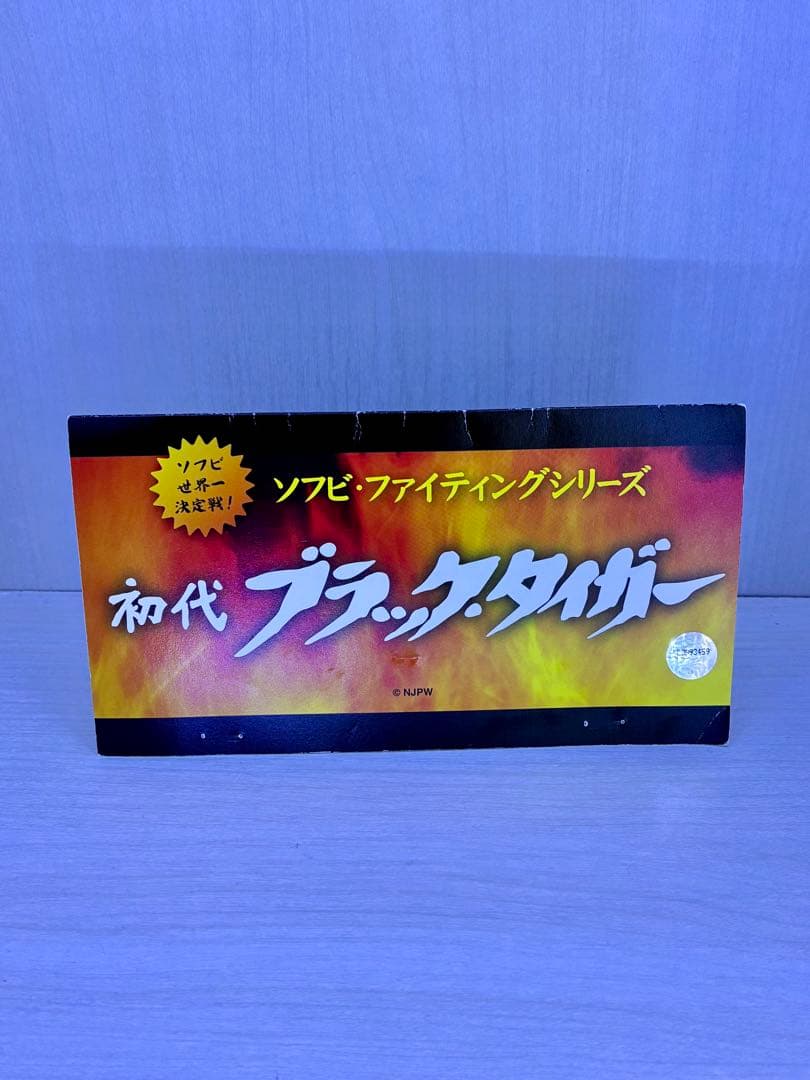 ソフビ
世界一
決定戦!
ソフビ・ファイティングシリーズ
初代 ブラック・タイガー
© NJPW